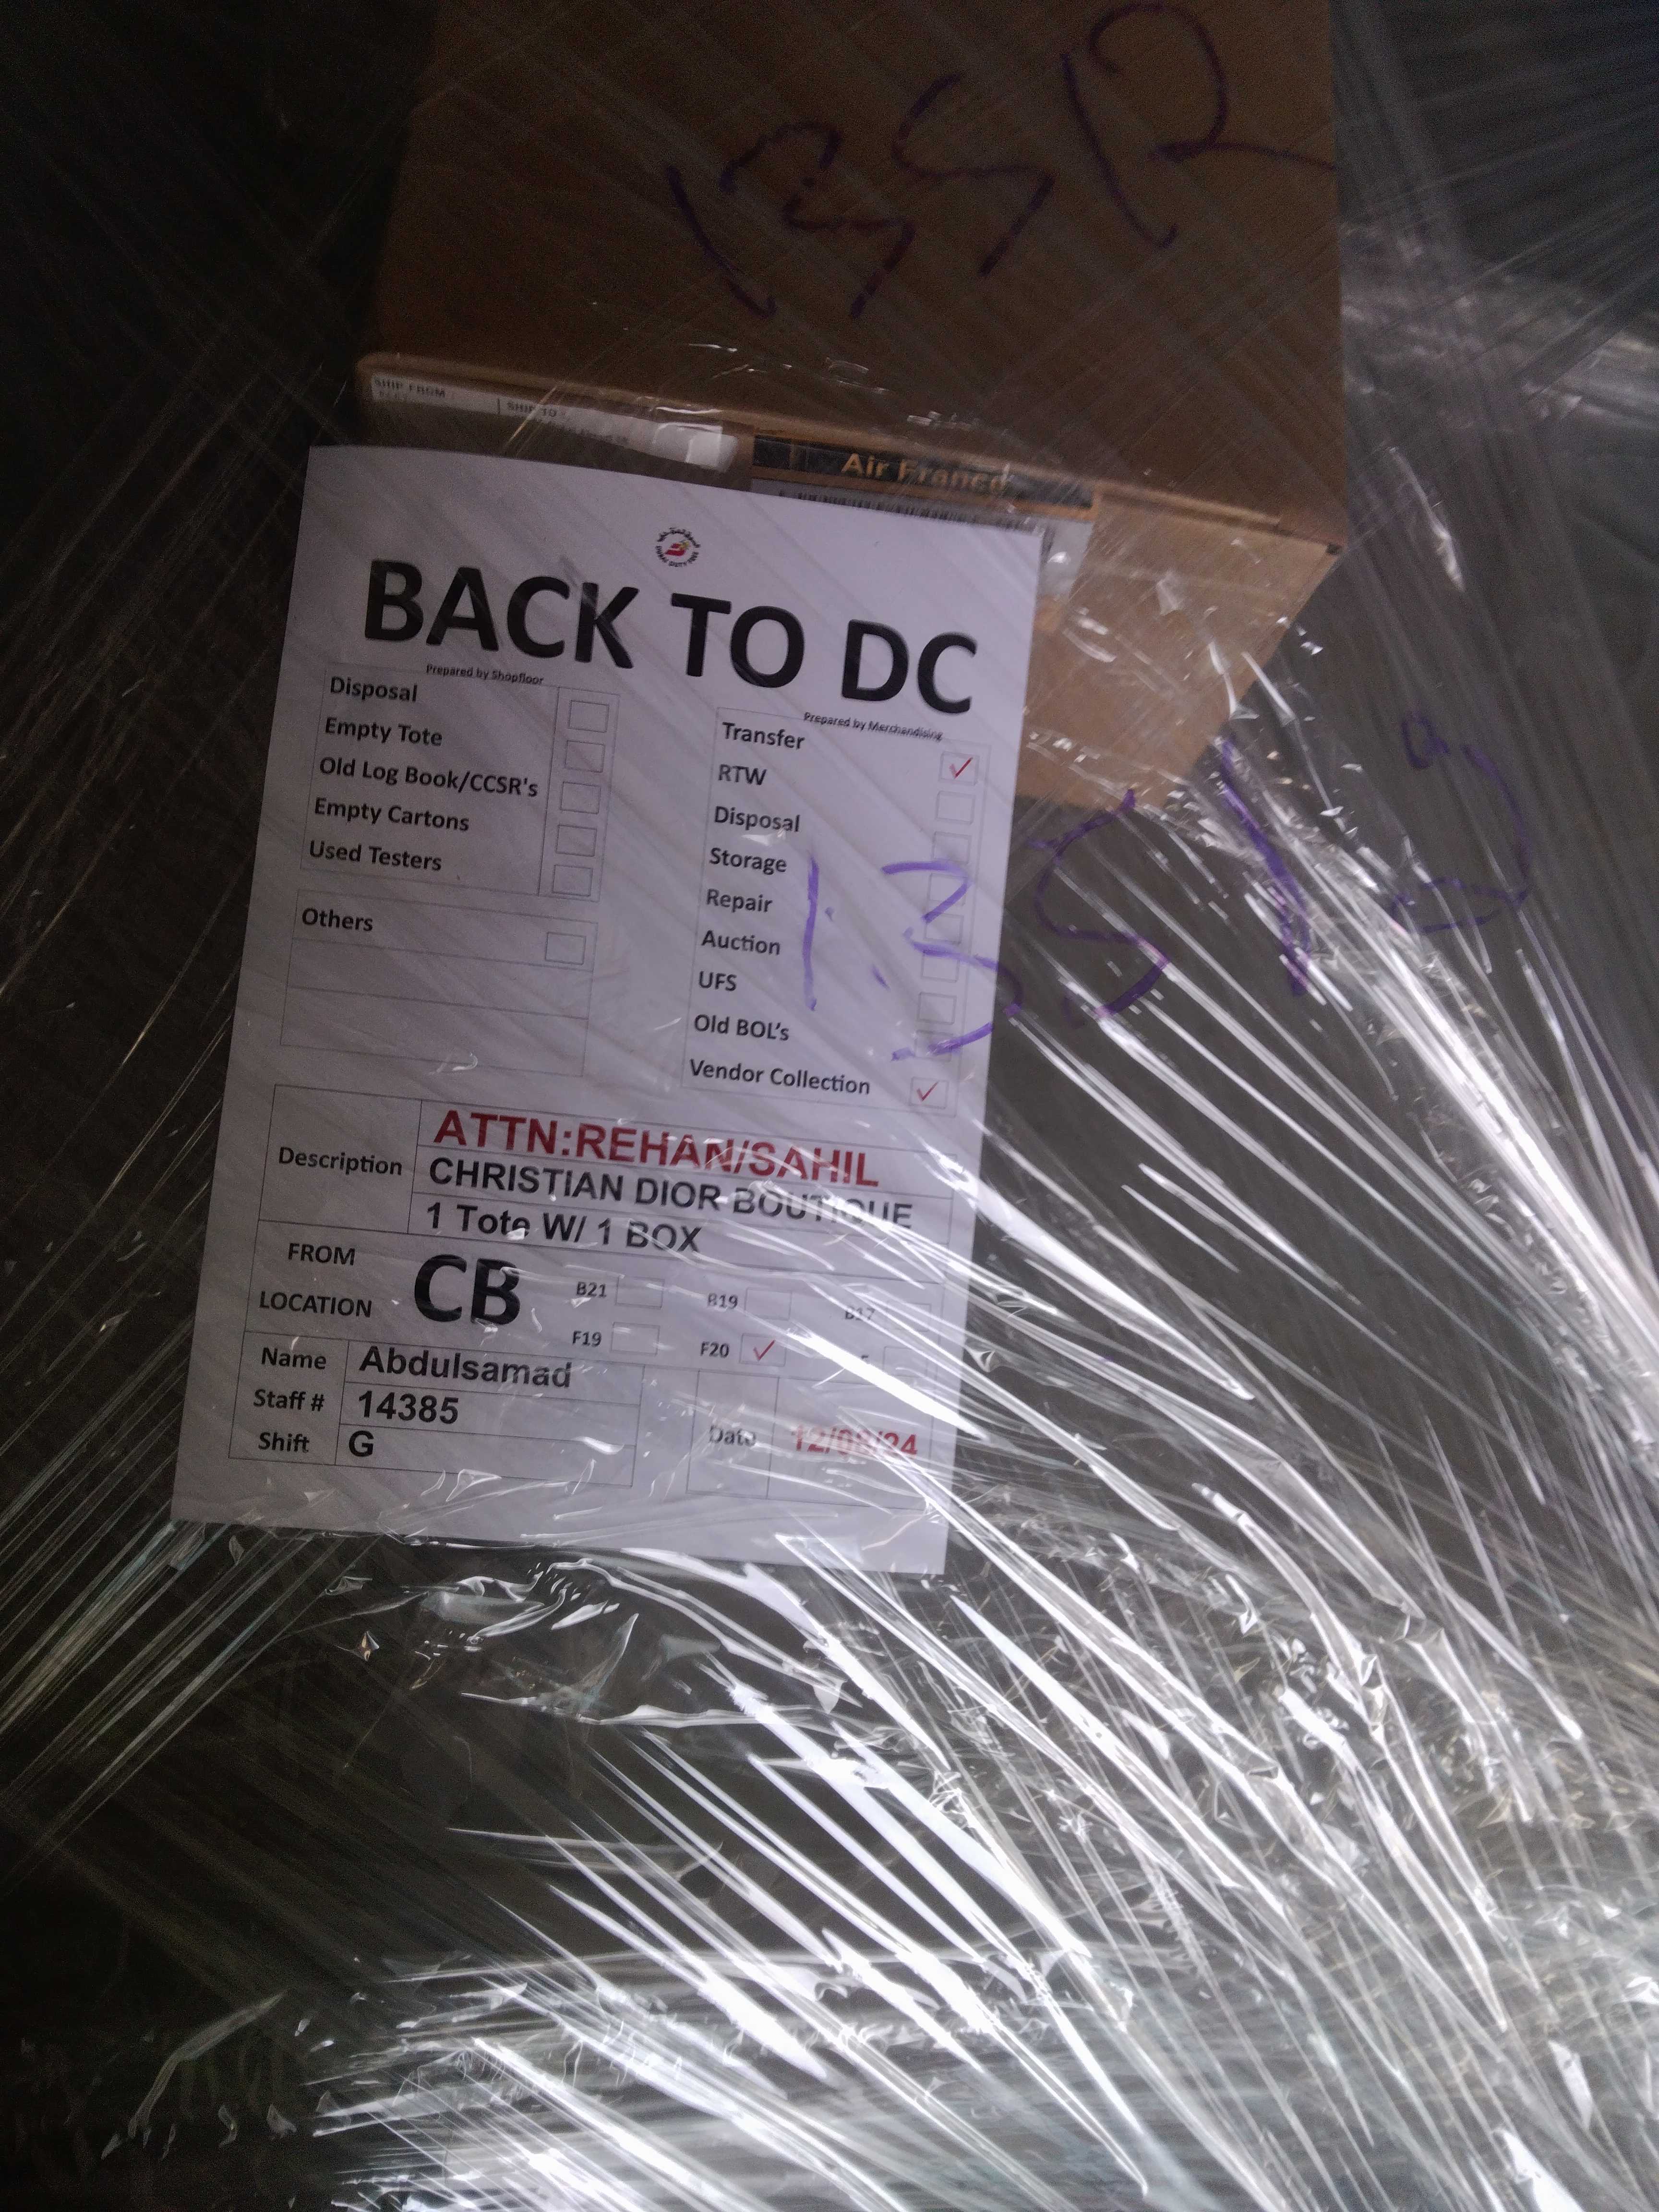 SHIP FROM
SHIP TO
Air France
BACK TO DC
Prepared by Shopfloor
Disposal
Empty Tote
Old Log Book/CCSR's
Empty Cartons
Used Testers
Others
Prepared by Merchandising
Transfer ✓
RTW
Disposal
Storage
Repair
Auction
UFS
Old BOL's
Vendor Collection ✓
Description
ATTN:REHAN/SAHIL
CHRISTIAN DIOR BOUTIQUE
1 Tote W/ 1 BOX
FROM
LOCATION
CB
B21 B19 B17
F19 F20 ✓
Name Abdulsamad
Staff # 14385
Shift G
Date 12/08/24